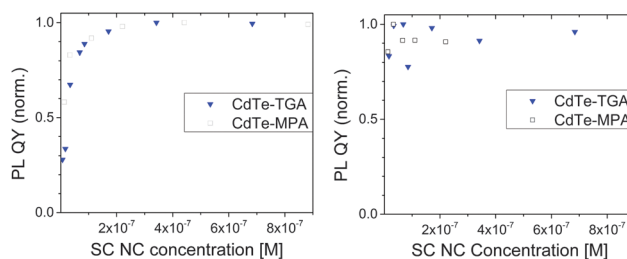 1.0
0.5
0.0
PL QY (norm.)
CdTe-TGA
CdTe-MPA
2x10⁻⁷ 4x10⁻⁷ 6x10⁻⁷ 8x10⁻⁷
SC NC concentration [M]
1.0
0.5
0.0
PL QY (norm.)
CdTe-TGA
CdTe-MPA
2x10⁻⁷ 4x10⁻⁷ 6x10⁻⁷ 8x10⁻⁷
SC NC Concentration [M]